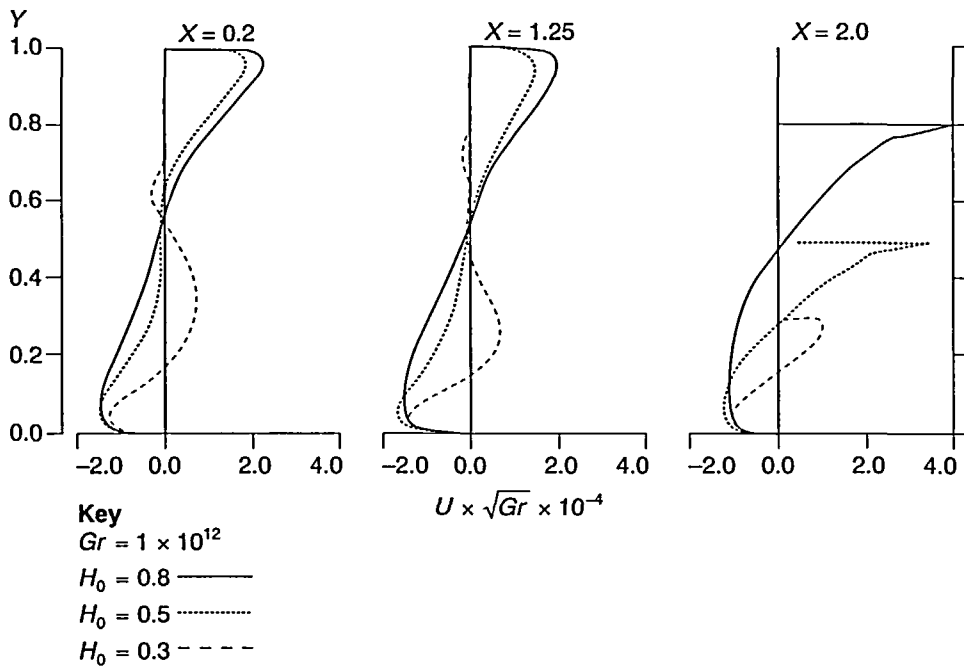 Y
X = 0.2
X = 1.25
X = 2.0
1.0
0.8
0.6
0.4
0.2
0.0
−2.0 0.0 2.0 4.0
−2.0 0.0 2.0 4.0
−2.0 0.0 2.0 4.0
U × √Gr × 10⁻⁴
Key
Gr = 1 × 10¹²
H₀ = 0.8
H₀ = 0.5
H₀ = 0.3